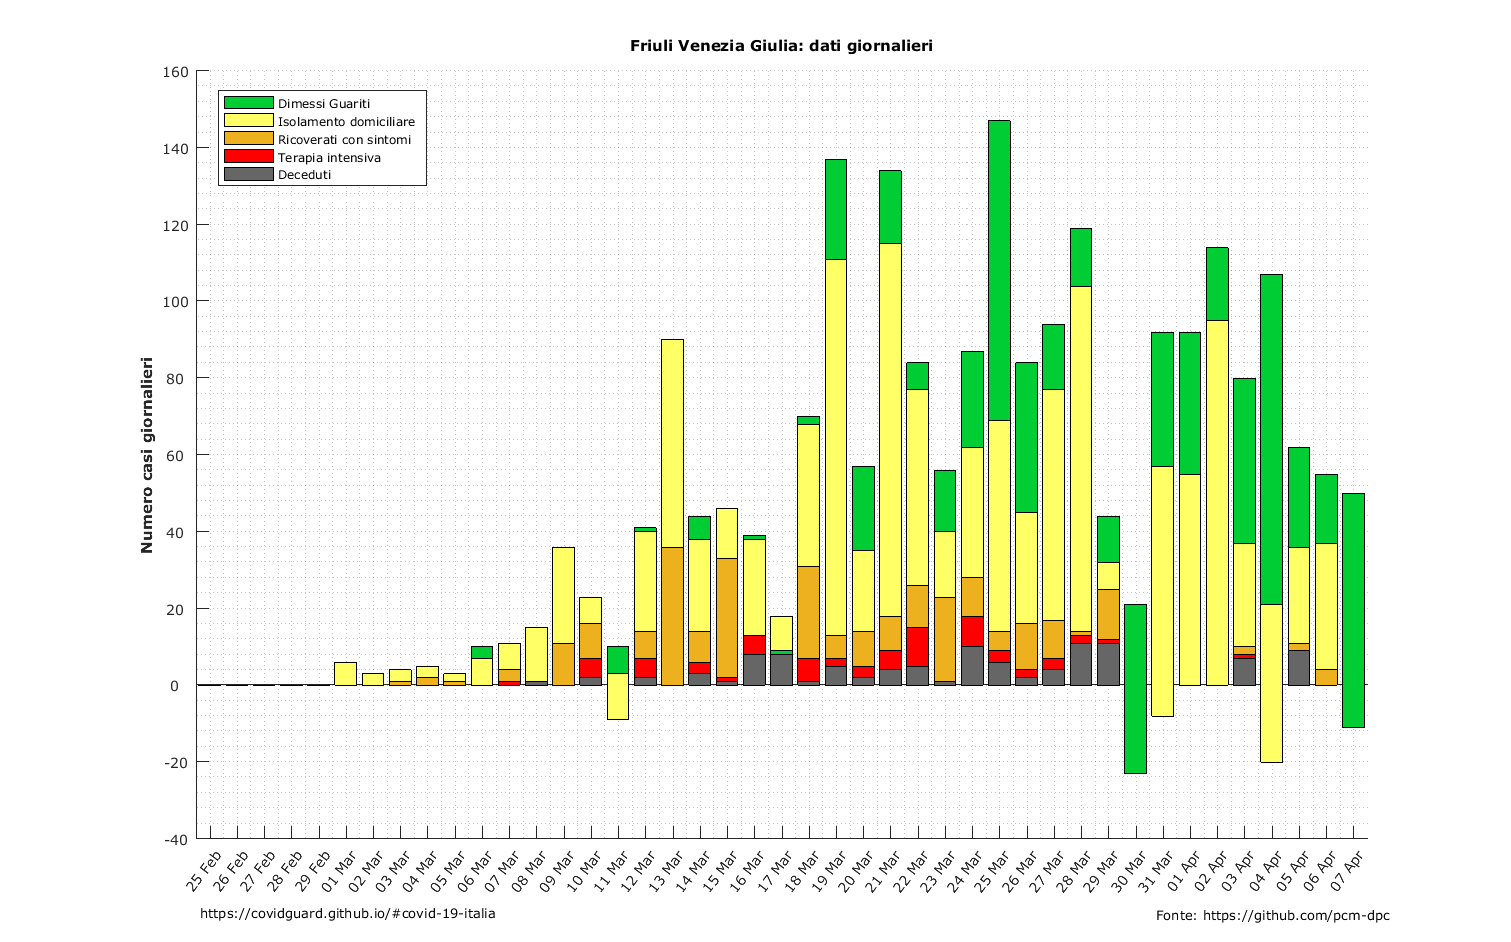 Friuli Venezia Giulia: dati giornalieri
160
140
120
100
80
60
40
20
0
-20
-40
Numero casi giornalieri
Dimessi Guariti
Isolamento domiciliare
Ricoverati con sintomi
Terapia intensiva
Deceduti
25 Feb
26 Feb
27 Feb
28 Feb
29 Feb
01 Mar
02 Mar
03 Mar
04 Mar
05 Mar
06 Mar
07 Mar
08 Mar
09 Mar
10 Mar
11 Mar
12 Mar
13 Mar
14 Mar
15 Mar
16 Mar
17 Mar
18 Mar
19 Mar
20 Mar
21 Mar
22 Mar
23 Mar
24 Mar
25 Mar
26 Mar
27 Mar
28 Mar
29 Mar
30 Mar
31 Mar
01 Apr
02 Apr
03 Apr
04 Apr
05 Apr
06 Apr
07 Apr
https://covidguard.github.io/#covid-19-italia
Fonte: https://github.com/pcm-dpc